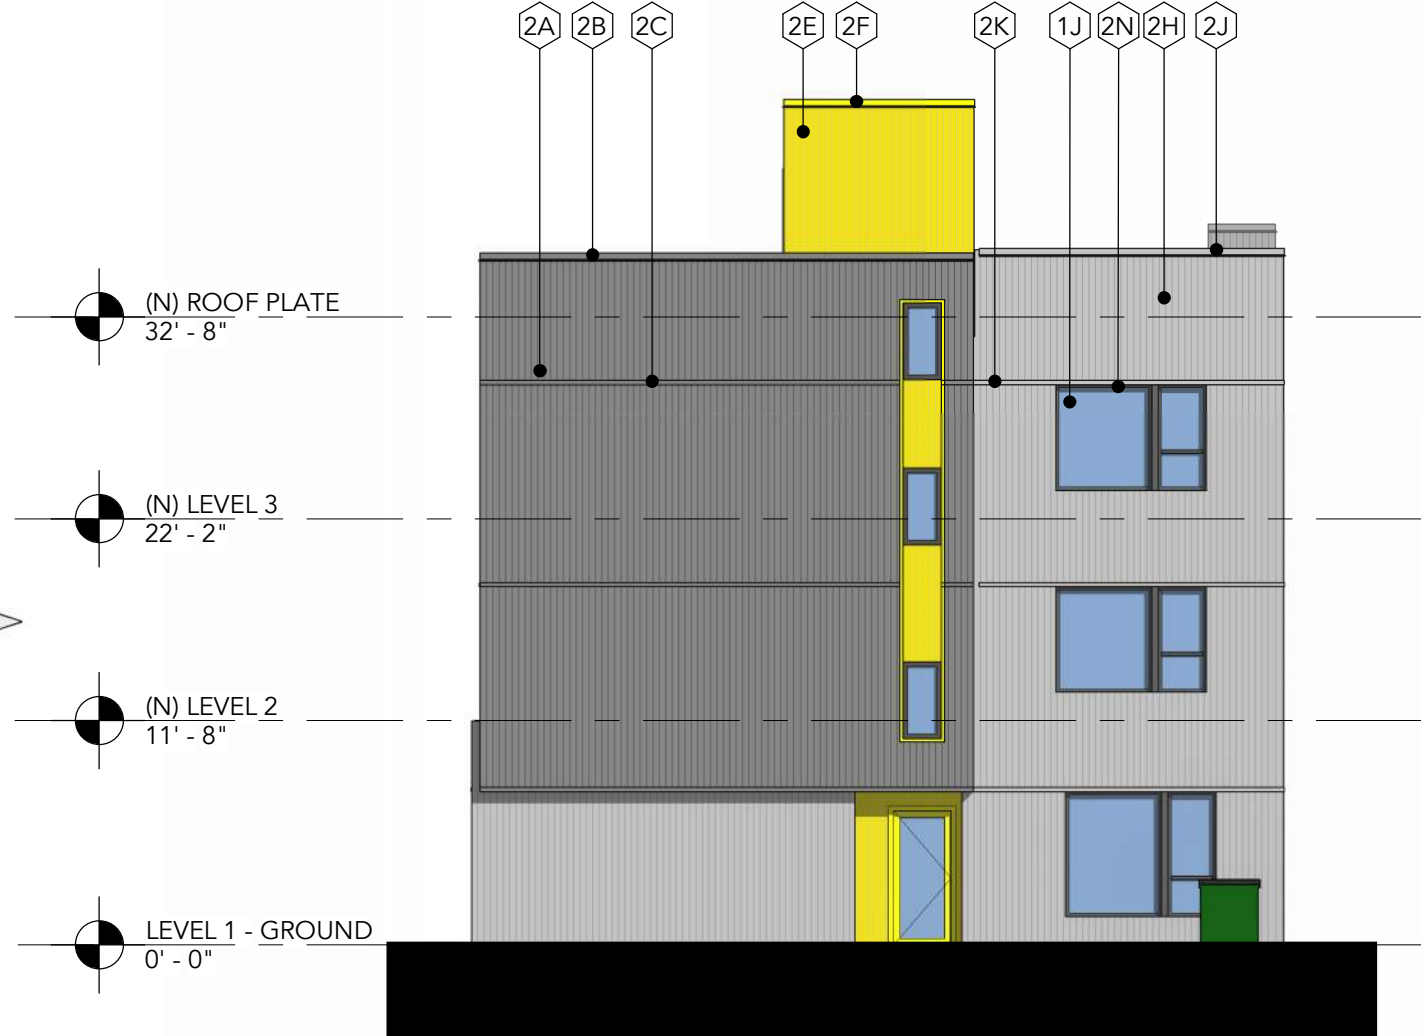 2A 2B 2C 2E 2F 2K 1J 2N 2H 2J
(N) ROOF PLATE
32' - 8"
(N) LEVEL 3
22' - 2"
(N) LEVEL 2
11' - 8"
LEVEL 1 - GROUND
0' - 0"